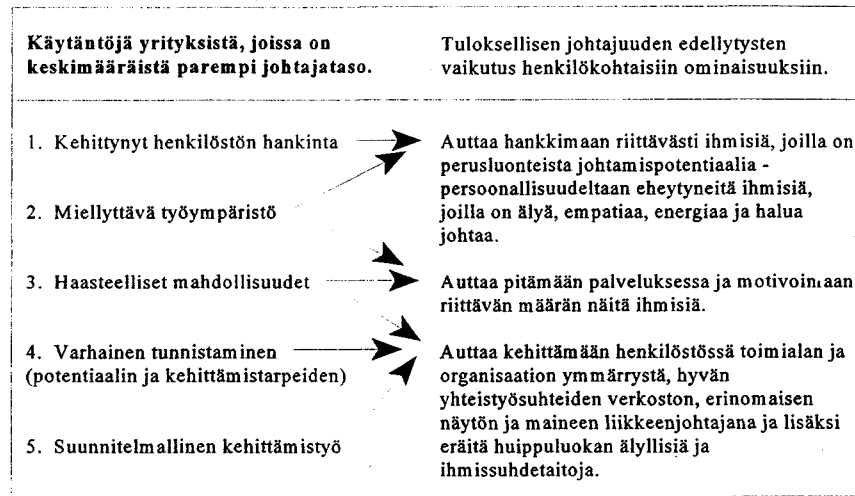 Käytäntöjä yrityksistä, joissa on
keskimääräistä parempi johtajataso.
Tuloksellisen johtajuuden edellytysten
vaikutus henkilökohtaisiin ominaisuuksiin.
1. Kehittynyt henkilöstön hankinta
Auttaa hankkimaan riittävästi ihmisiä, joilla on
perusluonteista johtamispotentiaalia -
persoonallisuudeltaan eheytyneitä ihmisiä,
joilla on älyä, empatiaa, energiaa ja halua
johtaa.
2. Miellyttävä työympäristö
3. Haasteelliset mahdollisuudet
Auttaa pitämään palveluksessa ja motivoimaan
riittävän määrän näitä ihmisiä.
4. Varhainen tunnistaminen
(potentiaalin ja kehittämistarpeiden)
Auttaa kehittämään henkilöstössä toimialan ja
organisaation ymmärrystä, hyvän
yhteistyösuhteiden verkoston, erinomaisen
näytön ja maineen liikkeenjohtajana ja lisäksi
eräitä huippuluokan älyllisiä ja
ihmissuhdetaitoja.
5. Suunnitelmallinen kehittämistyö